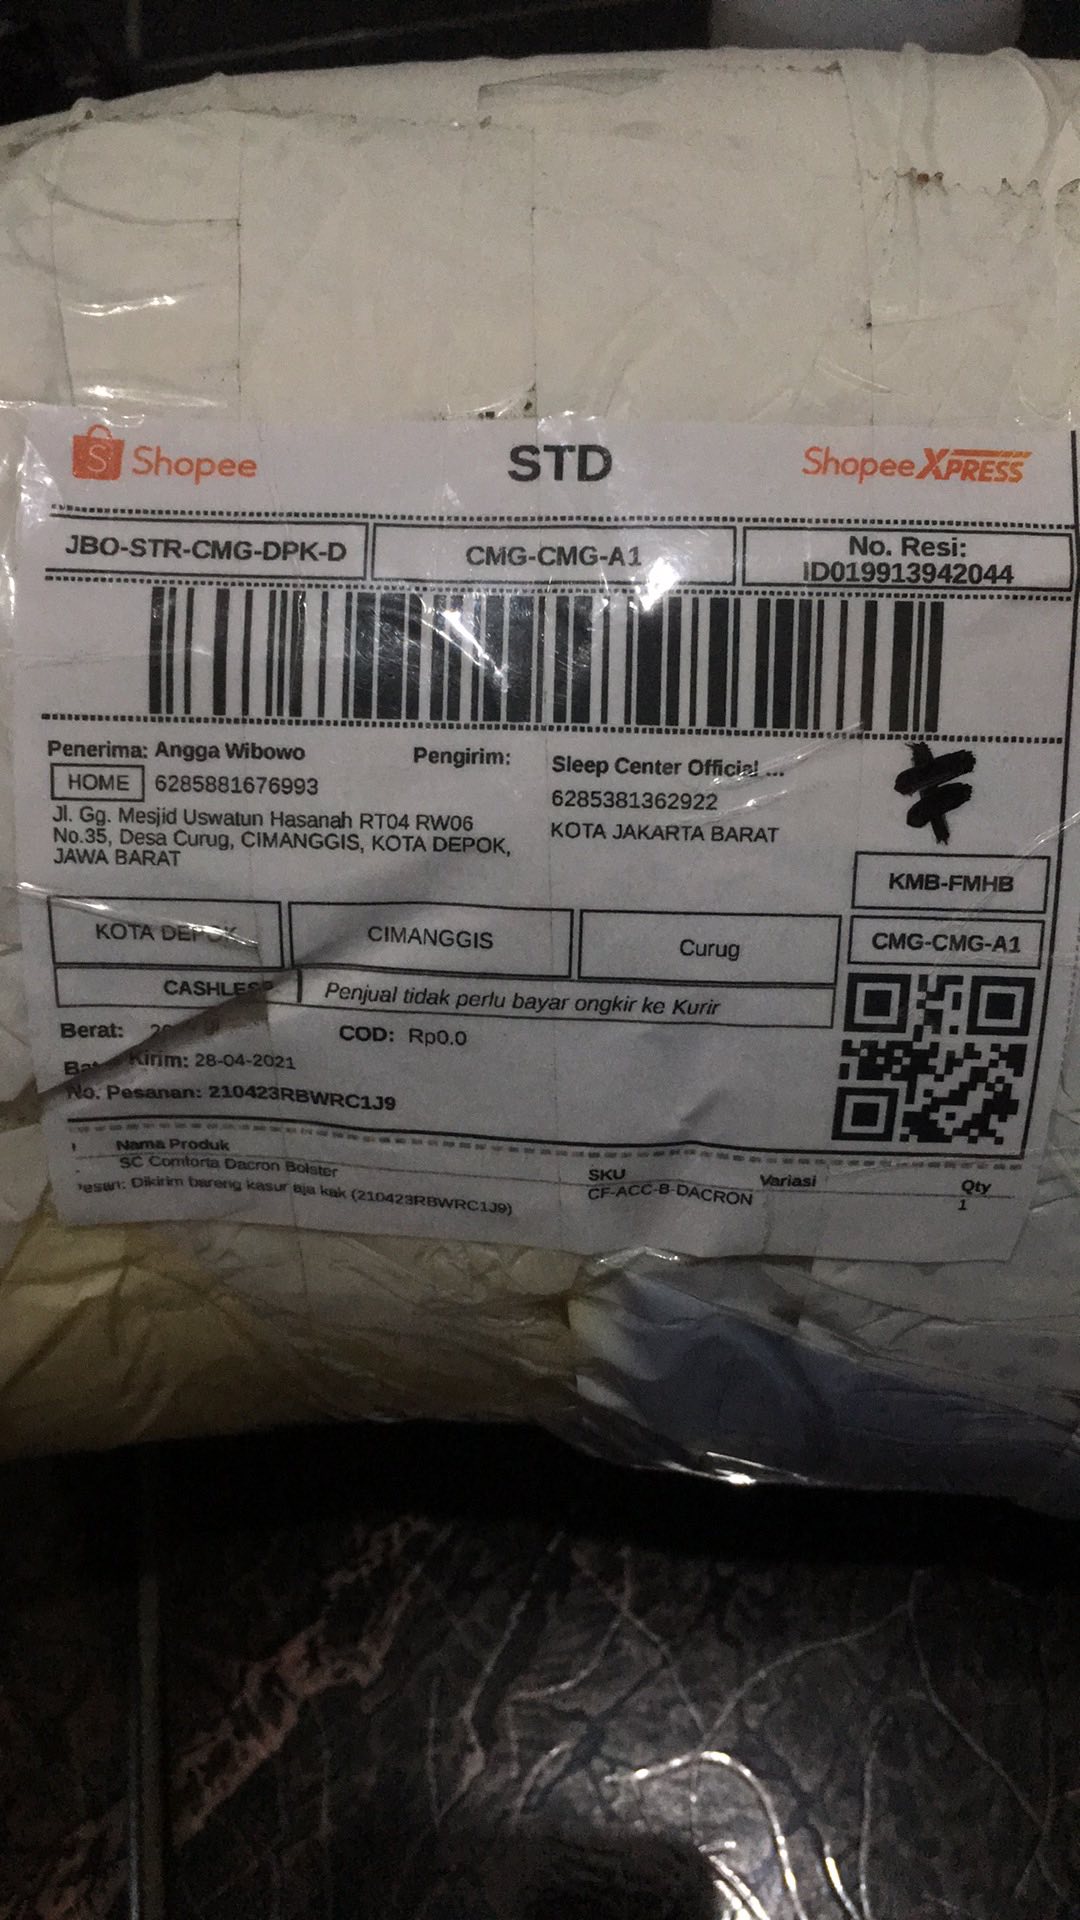 Shopee
STD
Shopee XPRESS
JBO-STR-CMG-DPK-D
CMG-CMG-A1
No. Resi:
ID019913942044
Penerima: Angga Wibowo
HOME 6285881676993
Jl. Gg. Mesjid Uswatun Hasanah RT04 RW06
No.35, Desa Curug, CIMANGGIS, KOTA DEPOK,
JAWA BARAT
Pengirim:
Sleep Center Official ...
6285381362922
KOTA JAKARTA BARAT
KMB-FMHB
KOTA DEPOK
CIMANGGIS
Curug
CMG-CMG-A1
Penjual tidak perlu bayar ongkir ke Kurir
Berat:
COD: Rp0.0
Kirim: 28-04-2021
No. Pesanan: 210423RBWRC1J9
Nama Produk
SKU
Variasi
Qty
SC Comforta Dacron Bolster
CF-ACC-B-DACRON
1
Dikirim bareng kasur aja kak (210423RBWRC1J9)